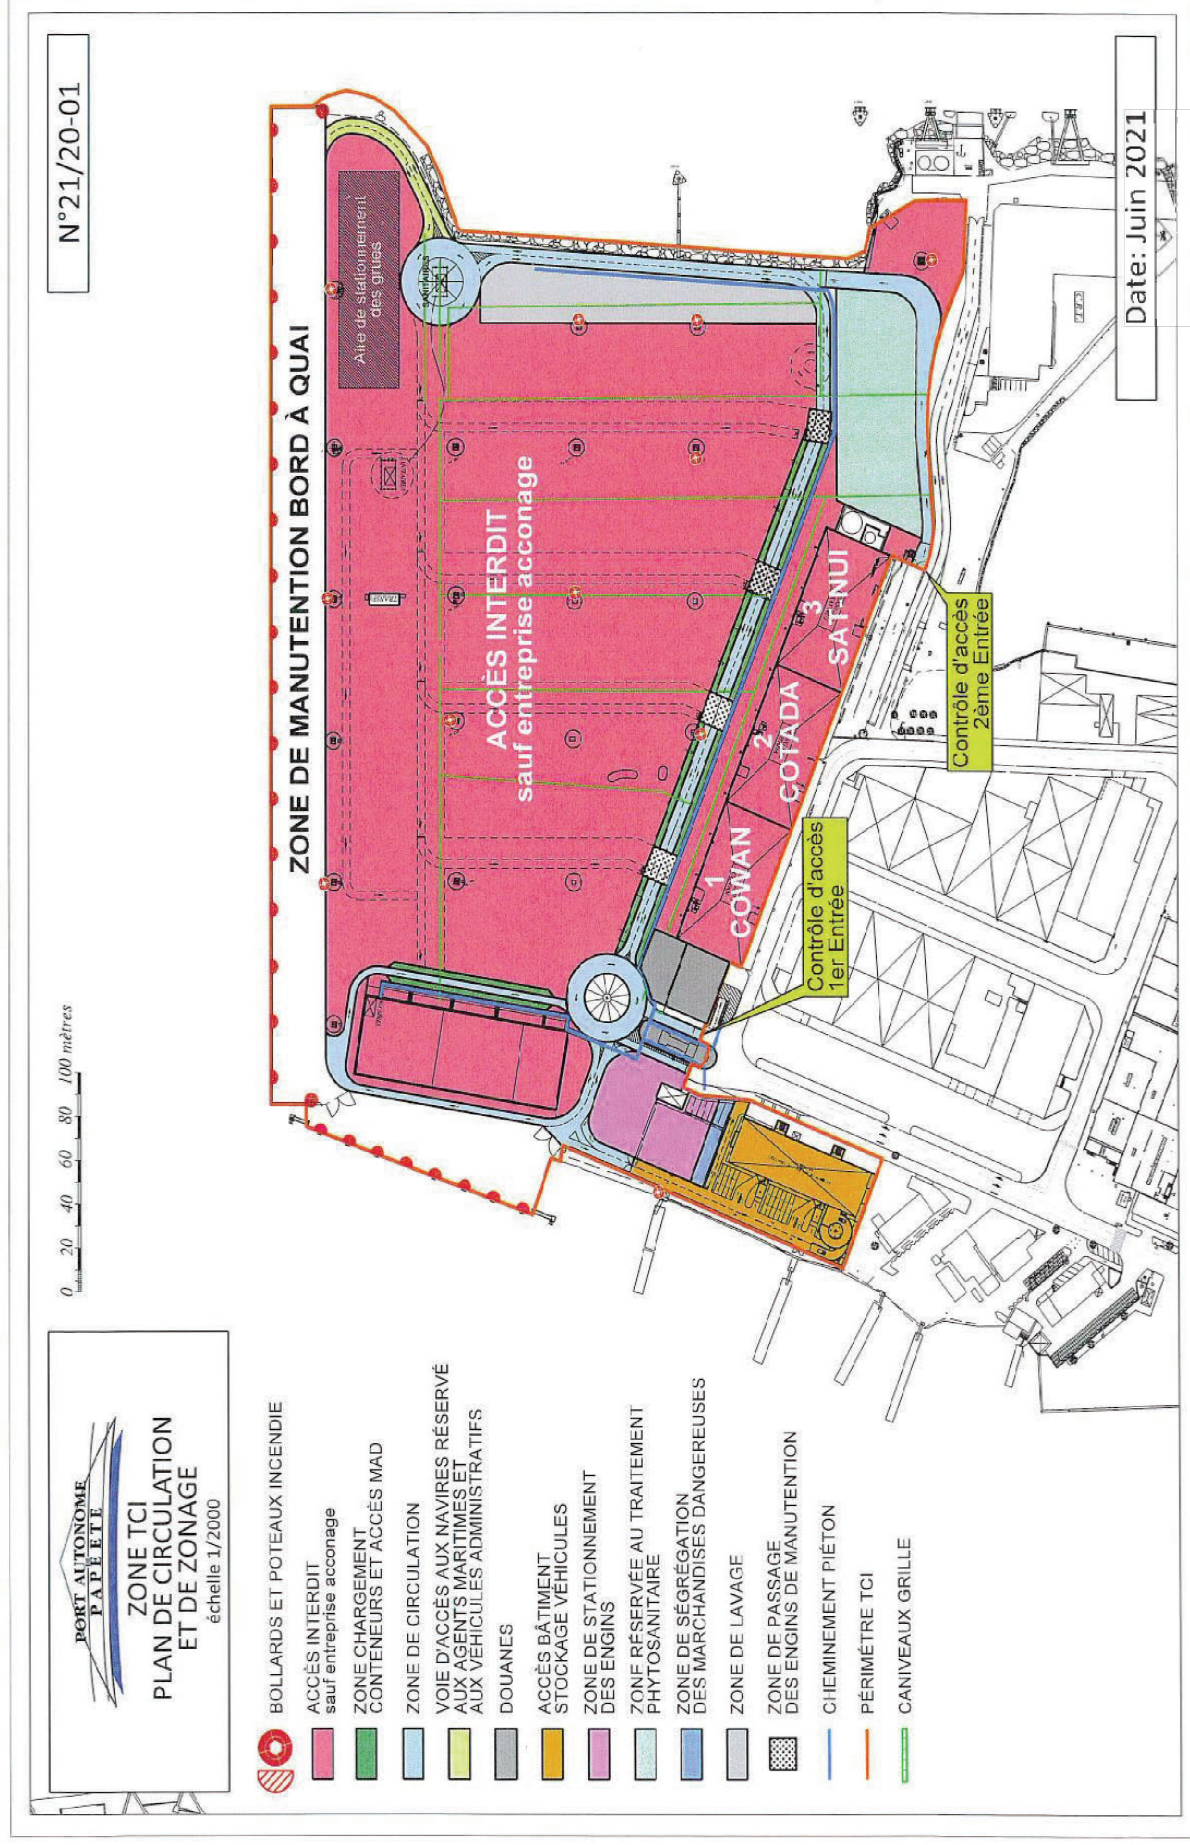 N°21/20-01
PORT AUTONOME
PAPEETE
ZONE TCI
PLAN DE CIRCULATION
ET DE ZONAGE
échelle 1/2000
0 20 40 60 80 100 mètres
ZONE DE MANUTENTION BORD À QUAI
Aire de stationnement
des grues
SANITAIRES
ACCÈS INTERDIT
sauf entreprise acconage
1
COWAN
2
COTADA
3
SAT-NUI
Contrôle d'accès
1er Entrée
Contrôle d'accès
2ème Entrée
BOLLARDS ET POTEAUX INCENDIE
ACCÈS INTERDIT
sauf entreprise acconage
ZONE CHARGEMENT
CONTENEURS ET ACCÈS MAD
ZONE DE CIRCULATION
VOIE D'ACCÈS AUX NAVIRES RÉSERVÉ
AUX AGENTS MARITIMES ET
AUX VÉHICULES ADMINISTRATIFS
DOUANES
ACCÈS BÂTIMENT
STOCKAGE VÉHICULES
ZONE DE STATIONNEMENT
DES ENGINS
ZONE RÉSERVÉE AU TRAITEMENT
PHYTOSANITAIRE
ZONE DE SÉGRÉGATION
DES MARCHANDISES DANGEREUSES
ZONE DE LAVAGE
ZONE DE PASSAGE
DES ENGINS DE MANUTENTION
CHEMINEMENT PIÉTON
PÉRIMÉTRE TCI
CANIVEAUX GRILLE
Date: Juin 2021